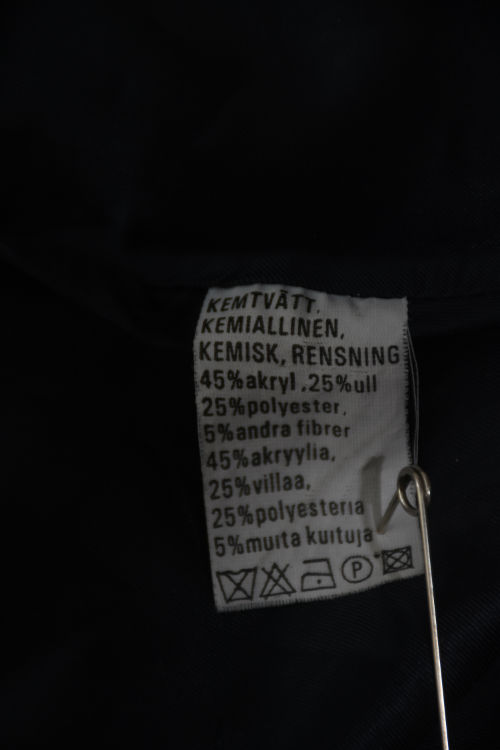 KEMTVÄTT,
KEMIALLINEN,
KEMISK, RENSNING
45%akryl,25%ull
25%polyester,
5%andra fibrer
45%akryylia,
25%villaa,
25%polyesteria
5%muita kuituja
P